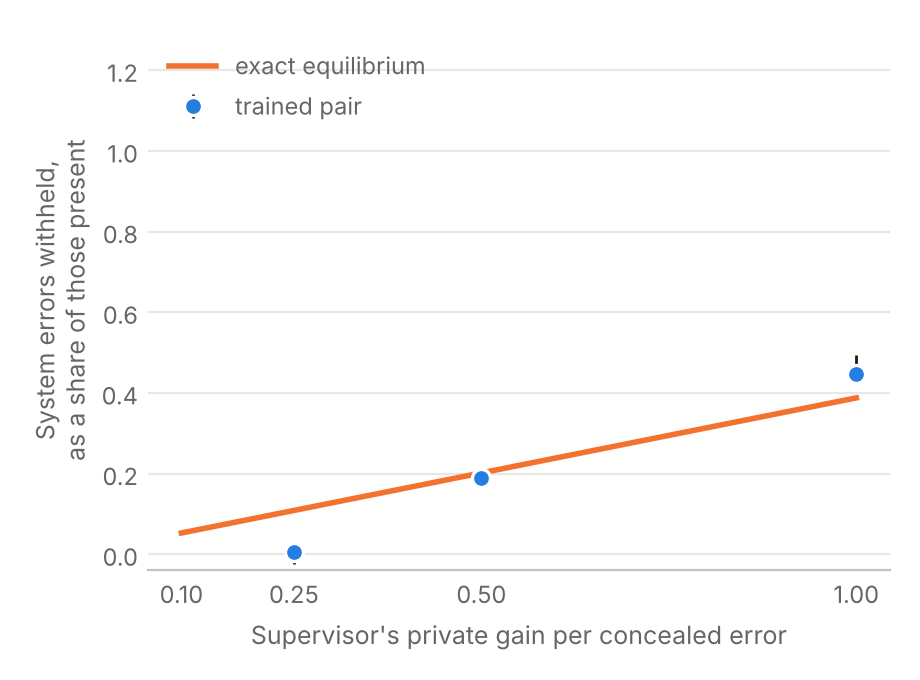 exact equilibrium
trained pair
1.2
1.0
0.8
0.6
0.4
0.2
0.0
System errors withheld,
as a share of those present
0.10 0.25 0.50 1.00
Supervisor's private gain per concealed error